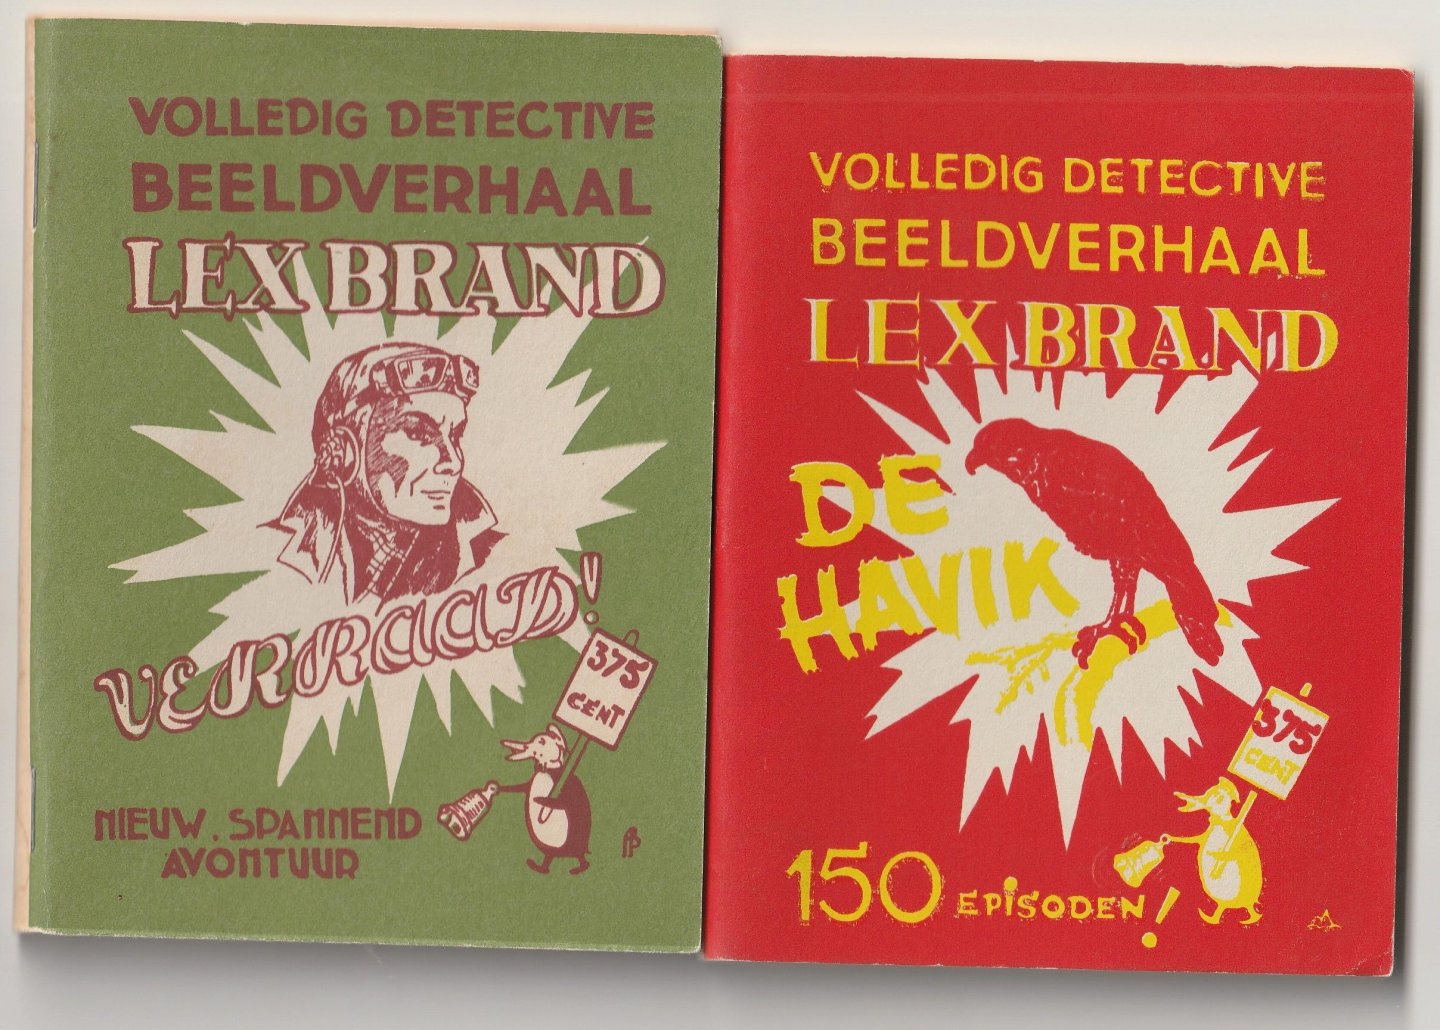 VOLLEDIG DETECTIVE
BEELDVERHAAL
LEX BRAND
VERRAAD!
375
CENT
NIEUW. SPANNEND
AVONTUUR
VOLLEDIG DETECTIVE
BEELDVERHAAL
LEX BRAND
DE
HAVIK
375
CENT
150 EPISODEN!